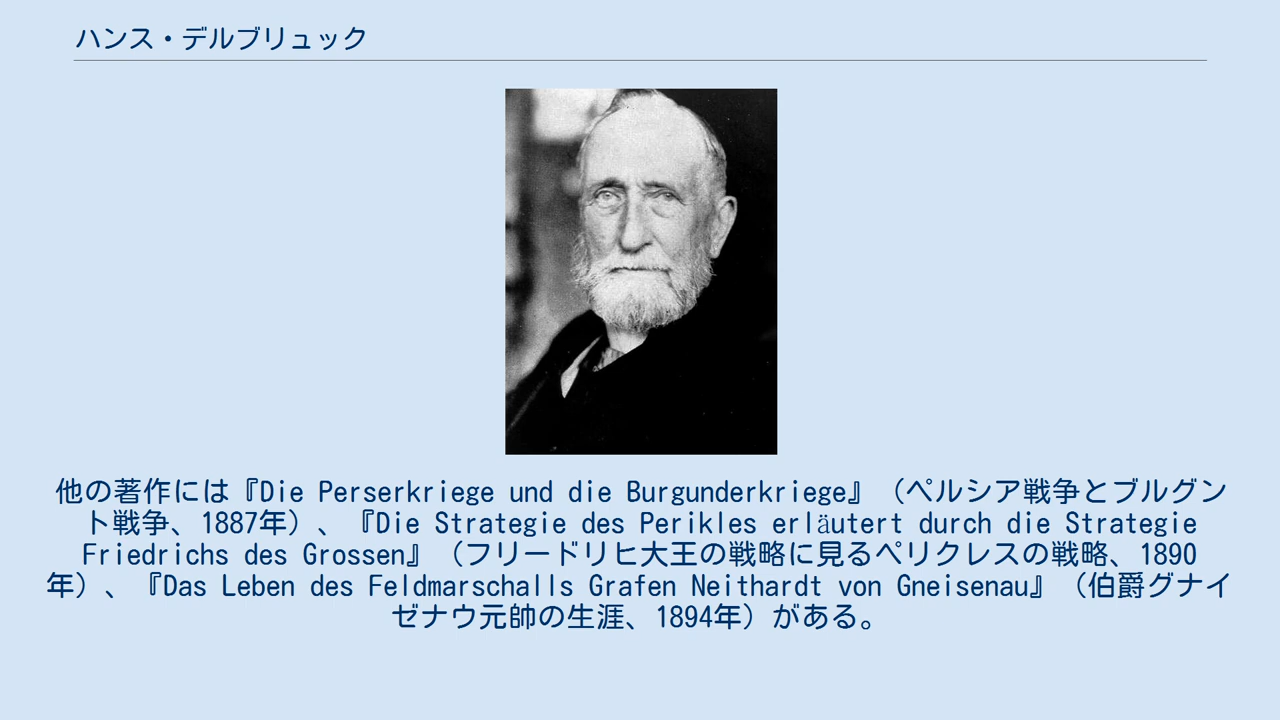 ハンス・デルブリュック
他の著作には『Die Perserkriege und die Burgunderkriege』（ペルシア戦争とブルグン
ト戦争、1887年）、『Die Strategie des Perikles erläutert durch die Strategie
Friedrichs des Grossen』（フリードリヒ大王の戦略に見るペリクレスの戦略、1890
年）、『Das Leben des Feldmarschalls Grafen Neithardt von Gneisenau』（伯爵グナイ
ゼナウ元帥の生涯、1894年）がある。